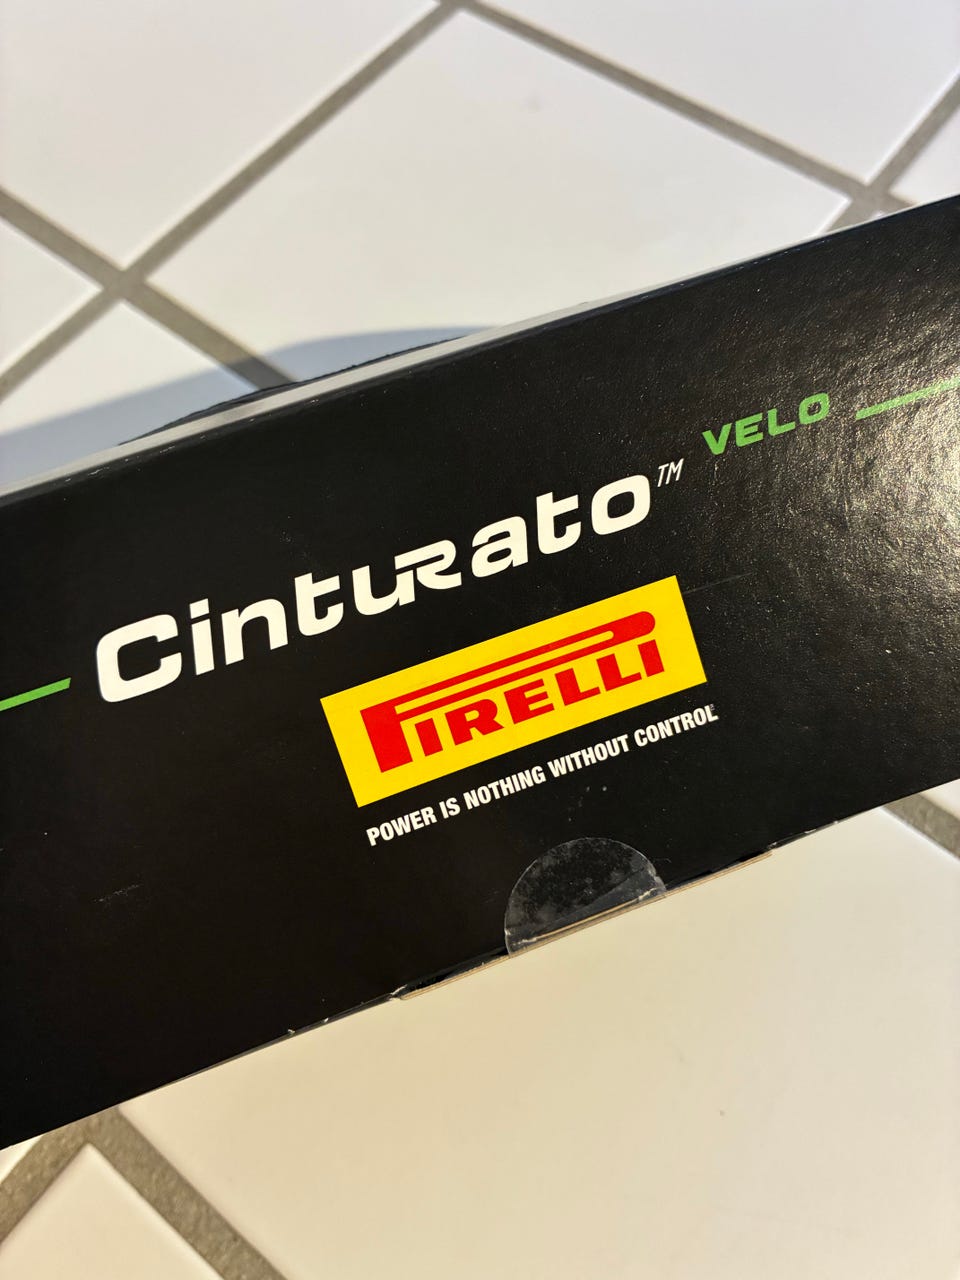 Cinturato™ VELO
PIRELLI
POWER IS NOTHING WITHOUT CONTROL